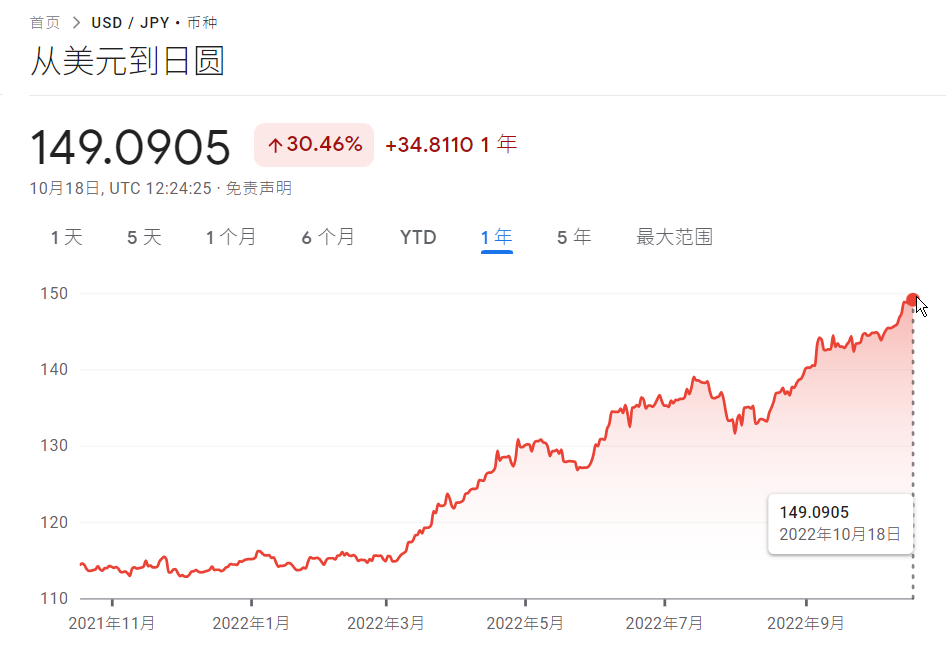 首页 > USD / JPY • 币种
从美元到日圆
149.0905 ↑30.46% +34.8110 1 年
10月18日, UTC 12:24:25 · 免责声明
1 天 5 天 1 个月 6 个月 YTD 1 年 5 年 最大范围
150
140
130
120
149.0905
2022年10月18日
110
2021年11月 2022年1月 2022年3月 2022年5月 2022年7月 2022年9月